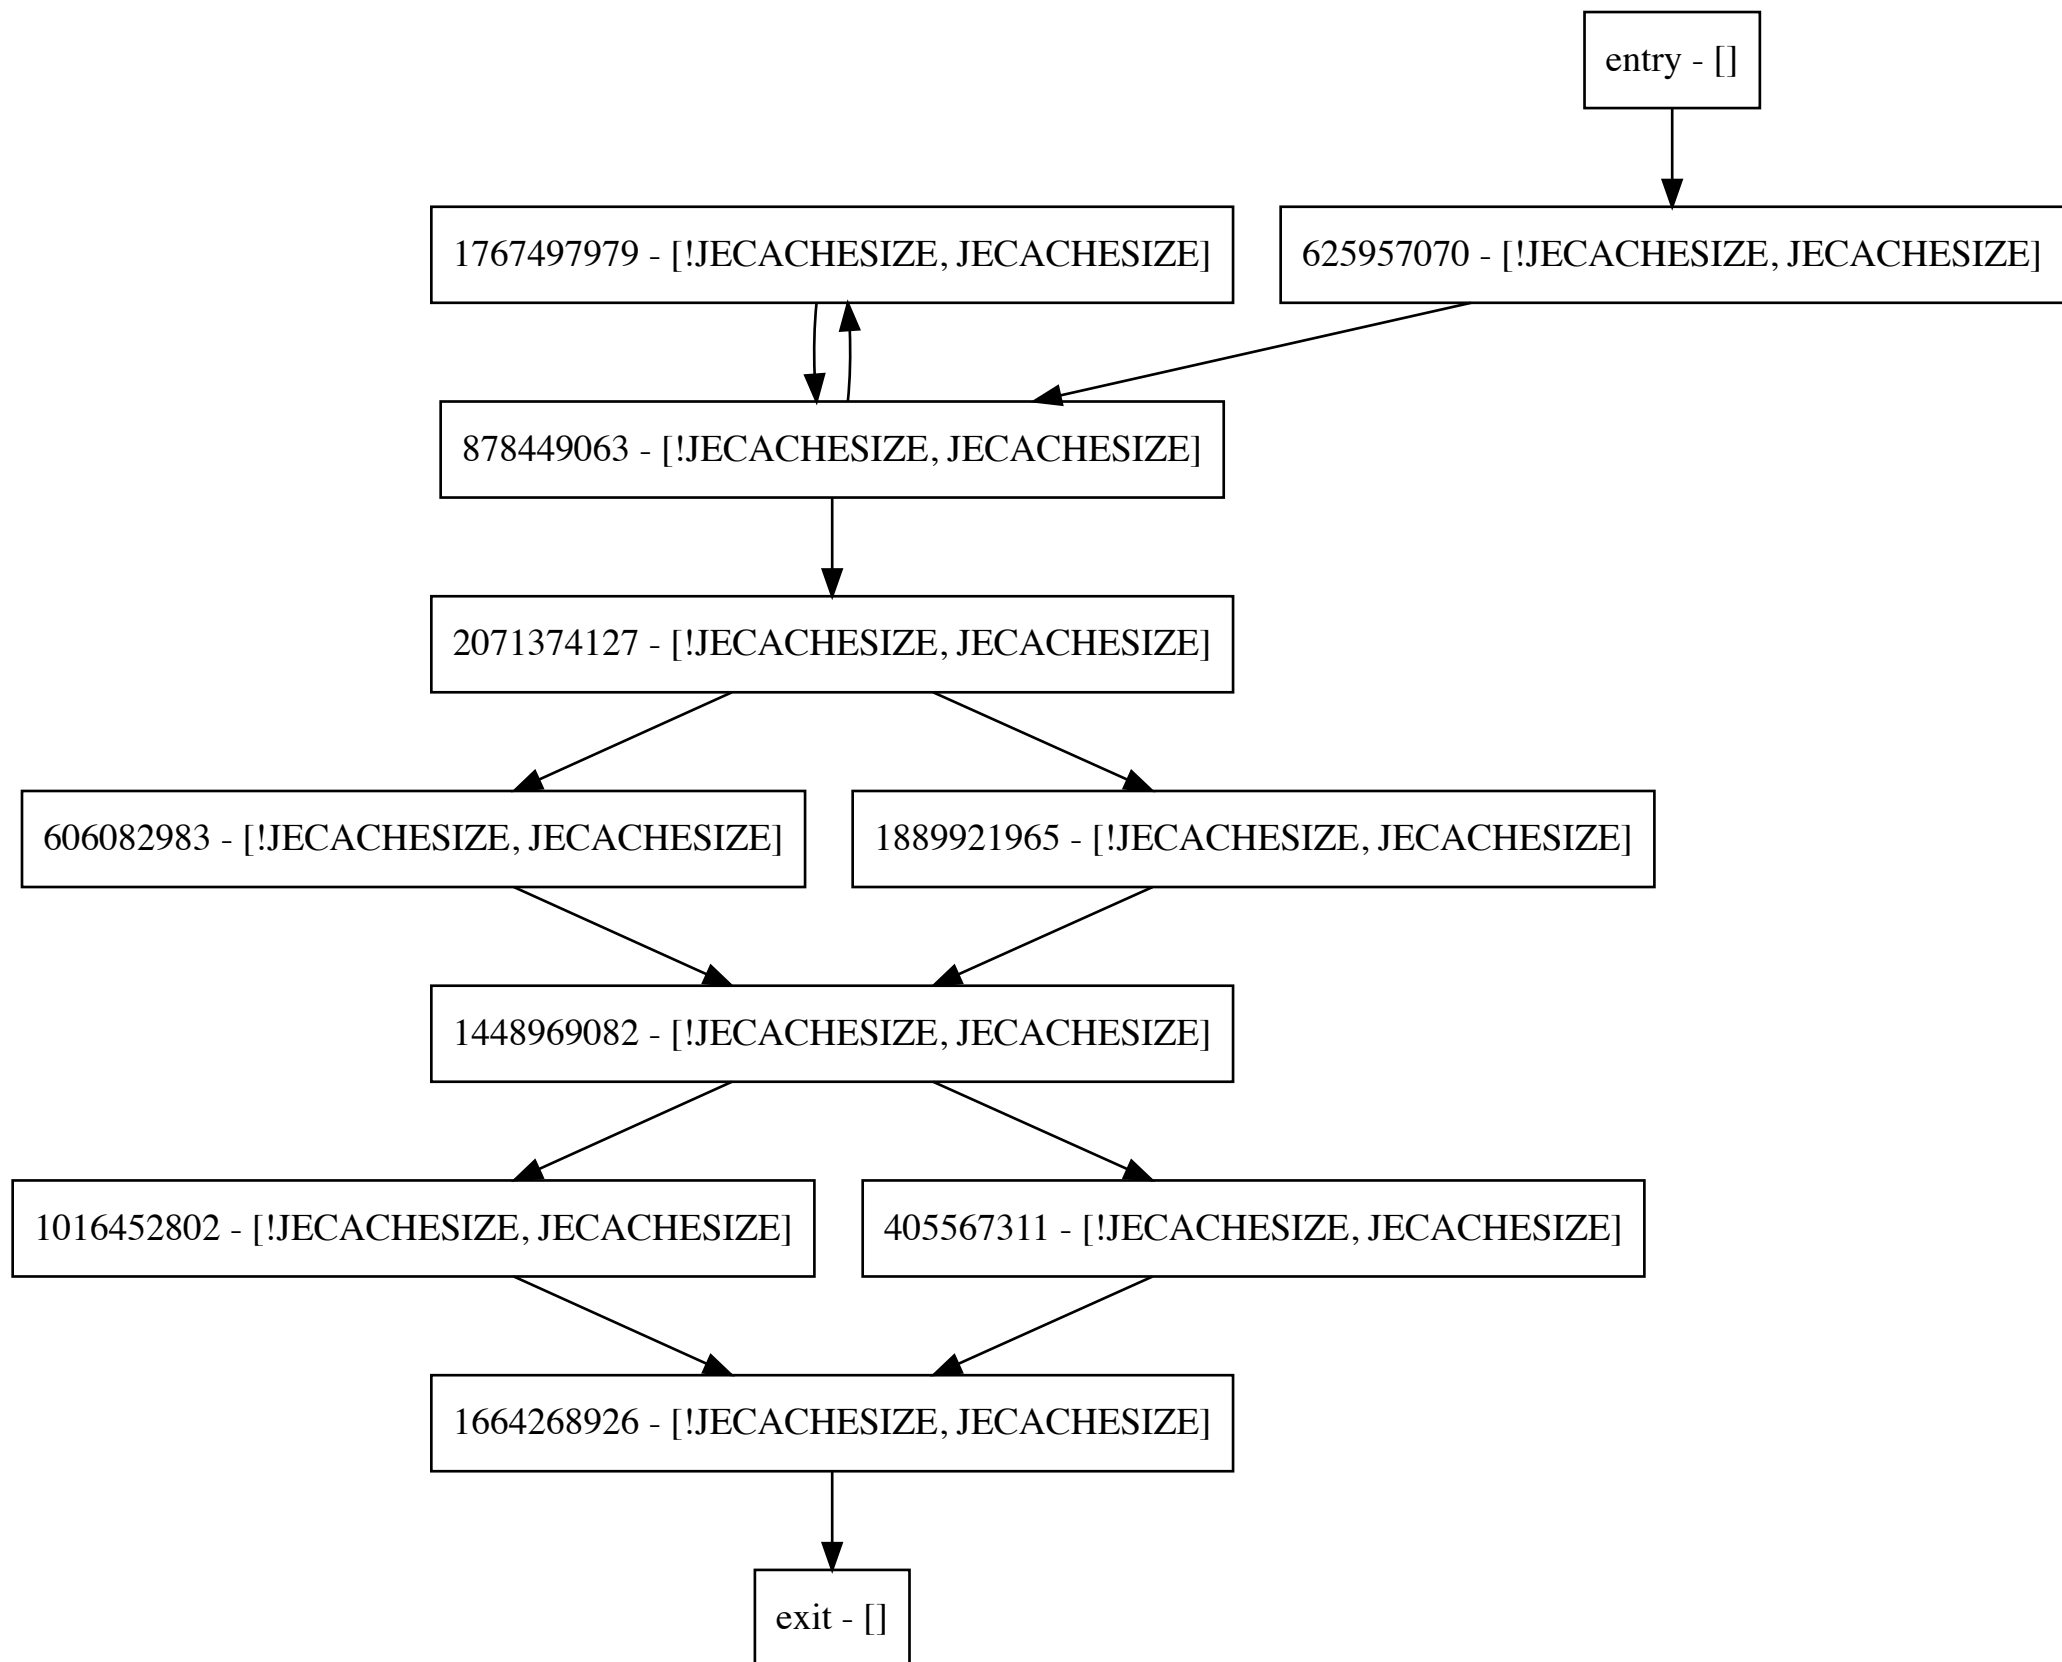 entry - []
1767497979 - [!JECACHESIZE, JECACHESIZE]
625957070 - [!JECACHESIZE, JECACHESIZE]
878449063 - [!JECACHESIZE, JECACHESIZE]
2071374127 - [!JECACHESIZE, JECACHESIZE]
606082983 - [!JECACHESIZE, JECACHESIZE]
1889921965 - [!JECACHESIZE, JECACHESIZE]
1448969082 - [!JECACHESIZE, JECACHESIZE]
1016452802 - [!JECACHESIZE, JECACHESIZE]
405567311 - [!JECACHESIZE, JECACHESIZE]
1664268926 - [!JECACHESIZE, JECACHESIZE]
exit - []